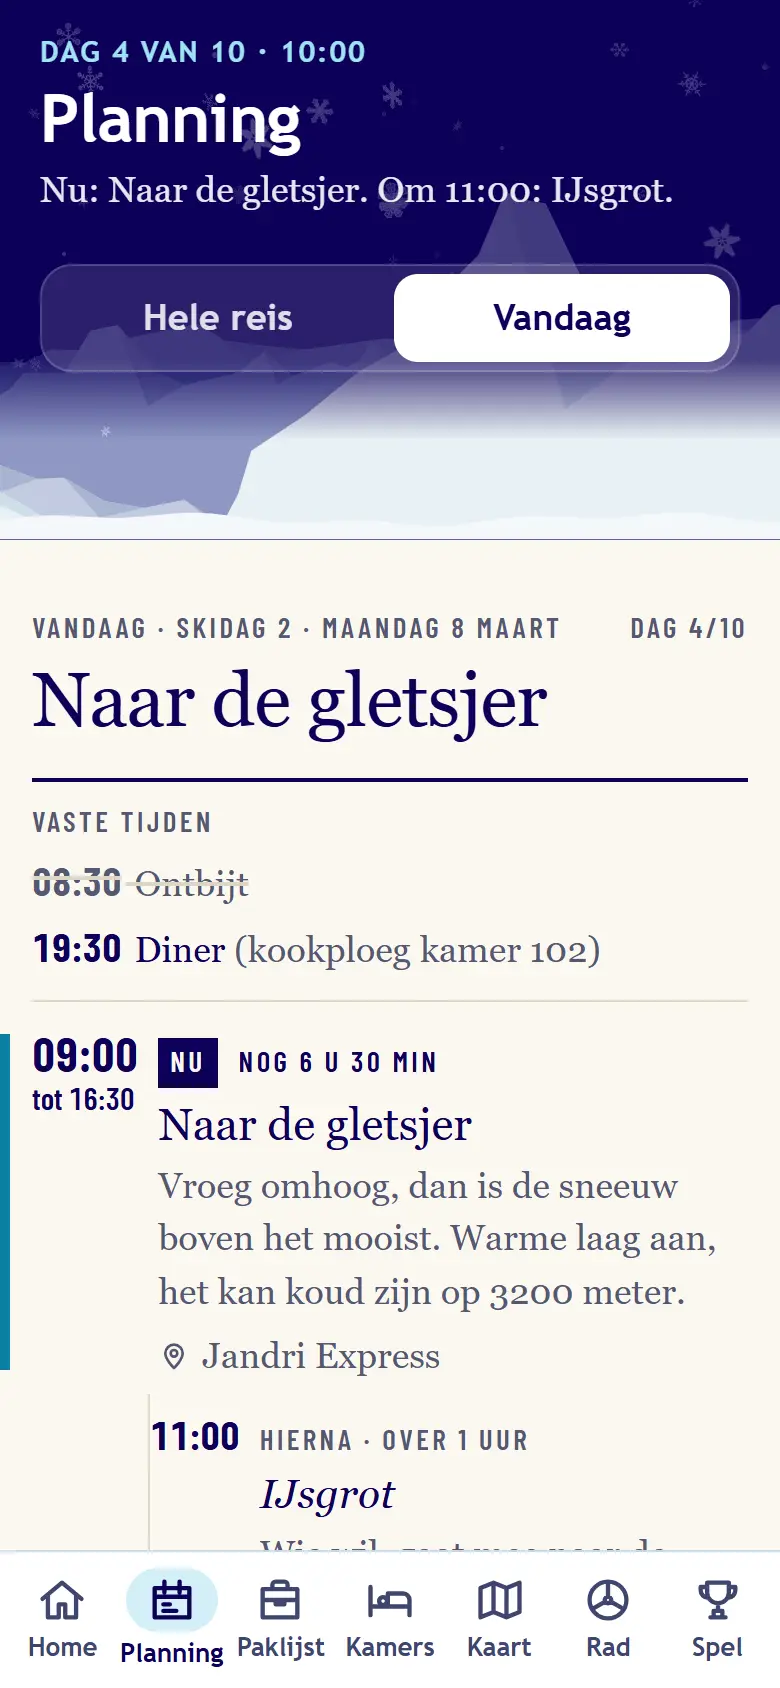 DAG 4 VAN 10 · 10:00
Planning
Nu: Naar de gletsjer. Om 11:00: IJsgrot.
Hele reis
Vandaag
VANDAAG · SKIDAG 2 · MAANDAG 8 MAART
DAG 4/10
Naar de gletsjer
VASTE TIJDEN
08:30 Ontbijt
19:30 Diner (kookploeg kamer 102)
09:00
tot 16:30
NU NOG 6 U 30 MIN
Naar de gletsjer
Vroeg omhoog, dan is de sneeuw
boven het mooist. Warme laag aan,
het kan koud zijn op 3200 meter.
Jandri Express
11:00 HIERNA · OVER 1 UUR
IJsgrot
Home
Planning
Paklijst
Kamers
Kaart
Rad
Spel